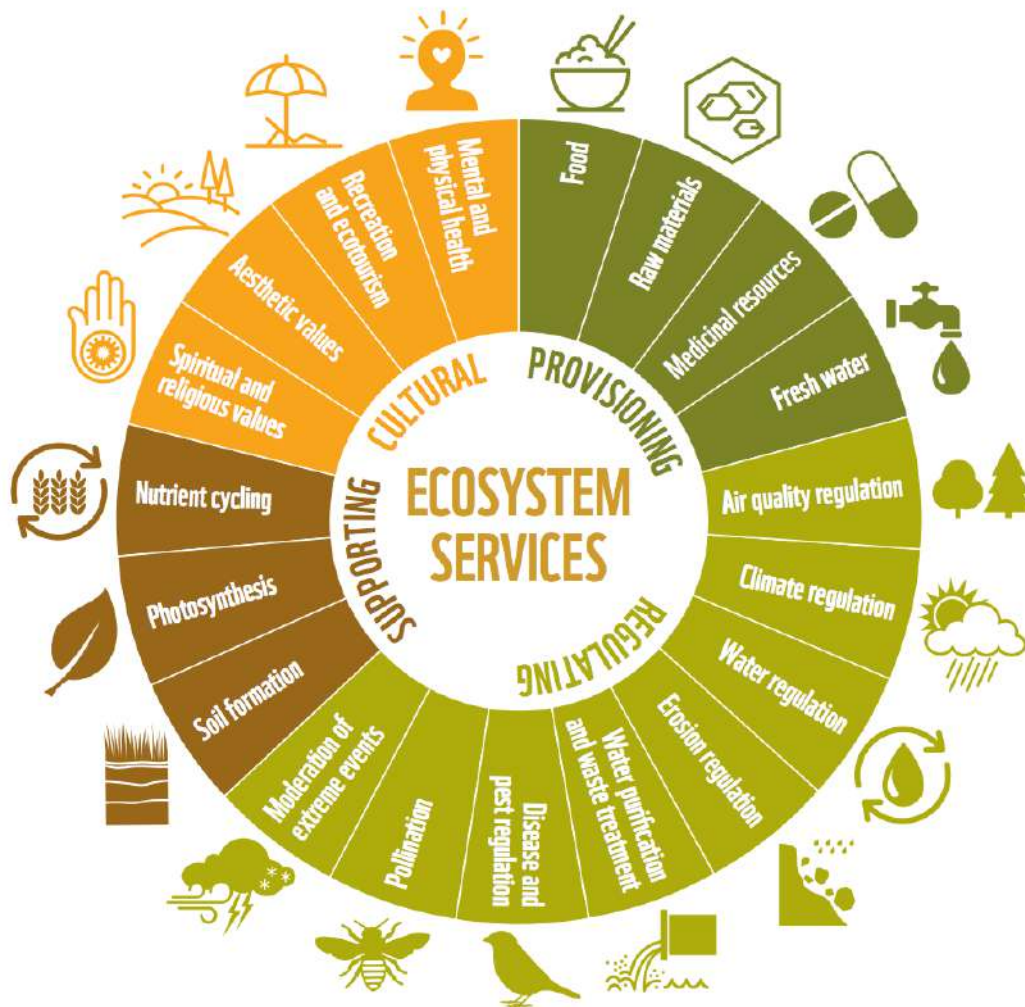 ECOSYSTEM
SERVICES
PROVISIONING
Food
Raw materials
Medicinal resources
Fresh water
REGULATING
Air quality regulation
Climate regulation
Water regulation
Erosion regulation
Water purification
and waste treatment
Disease and
pest regulation
Pollination
Moderation of
extreme events
SUPPORTING
Soil formation
Photosynthesis
Nutrient cycling
CULTURAL
Spiritual and
religious values
Aesthetic values
Recreation
and ecotourism
Mental and
physical health